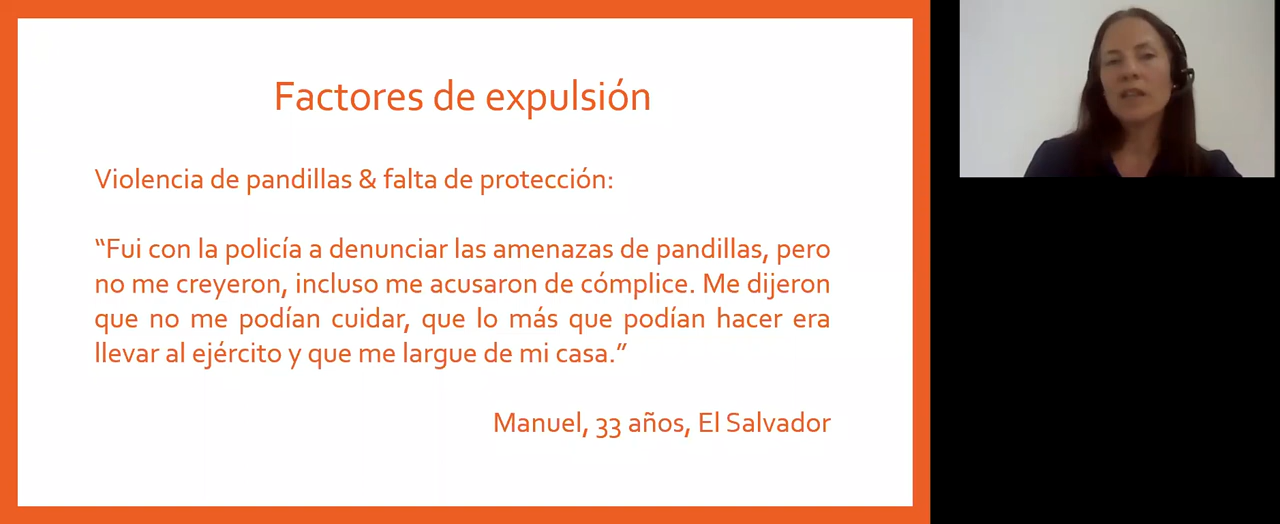 Factores de expulsión
Violencia de pandillas & falta de protección:
“Fui con la policía a denunciar las amenazas de pandillas, pero
no me creyeron, incluso me acusaron de cómplice. Me dijeron
que no me podían cuidar, que lo más que podían hacer era
llevar al ejército y que me largue de mi casa.”
Manuel, 33 años, El Salvador